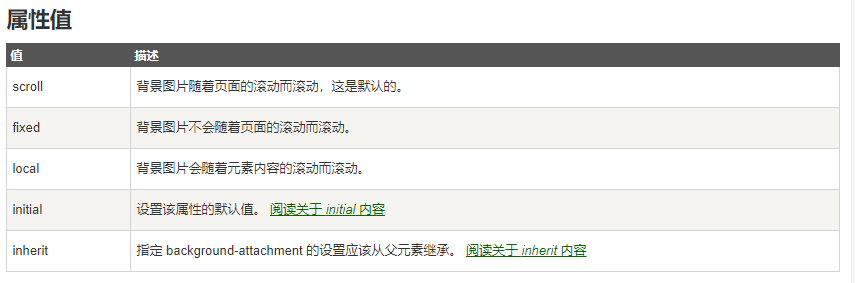 属性值
值 描述
scroll 背景图片随着页面的滚动而滚动，这是默认的。
fixed 背景图片不会随着页面的滚动而滚动。
local 背景图片会随着元素内容的滚动而滚动。
initial 设置该属性的默认值。 阅读关于 initial 内容
inherit 指定 background-attachment 的设置应该从父元素继承。 阅读关于 inherit 内容